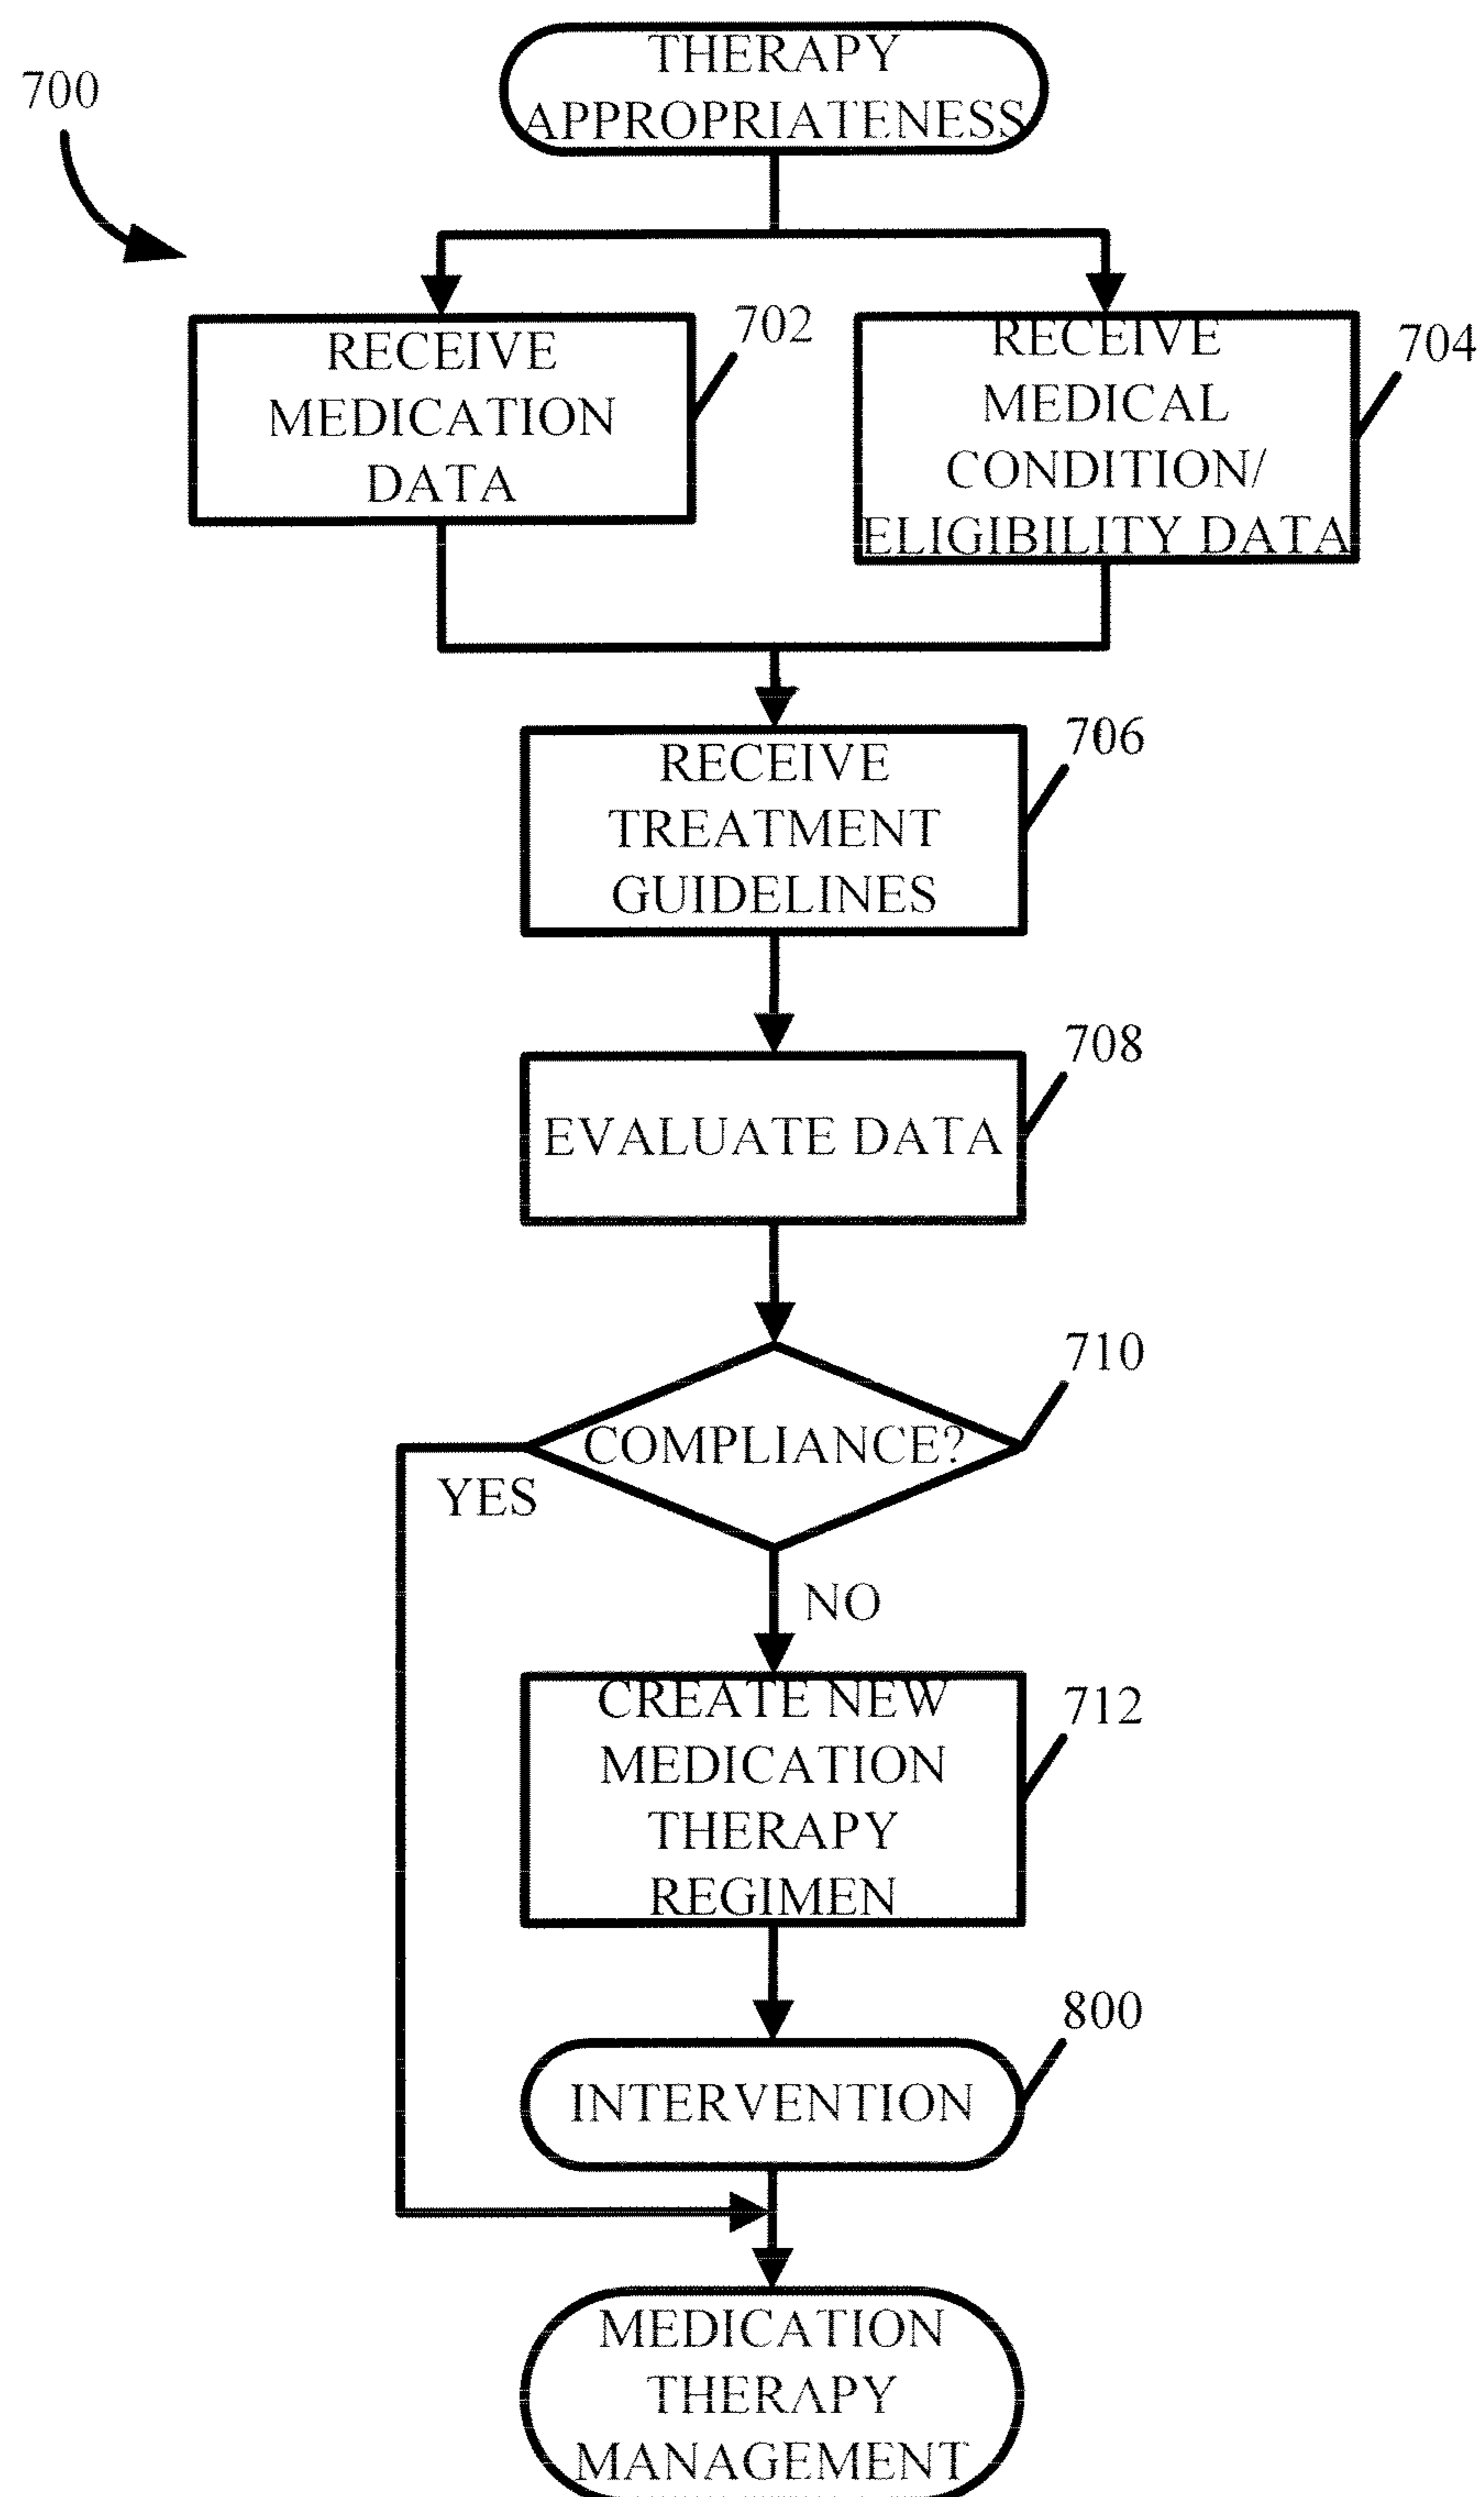 THERAPY
APPROPRIATENESS
700
RECEIVE
MEDICATION
DATA
702
RECEIVE
MEDICAL
CONDITION/
ELIGIBILITY DATA
704
RECEIVE
TREATMENT
GUIDELINES
706
EVALUATE DATA
708
COMPLIANCE?
710
YES
NO
CREATE NEW
MEDICATION
THERAPY
REGIMEN
712
INTERVENTION
800
MEDICATION
THERAPY
MANAGEMENT